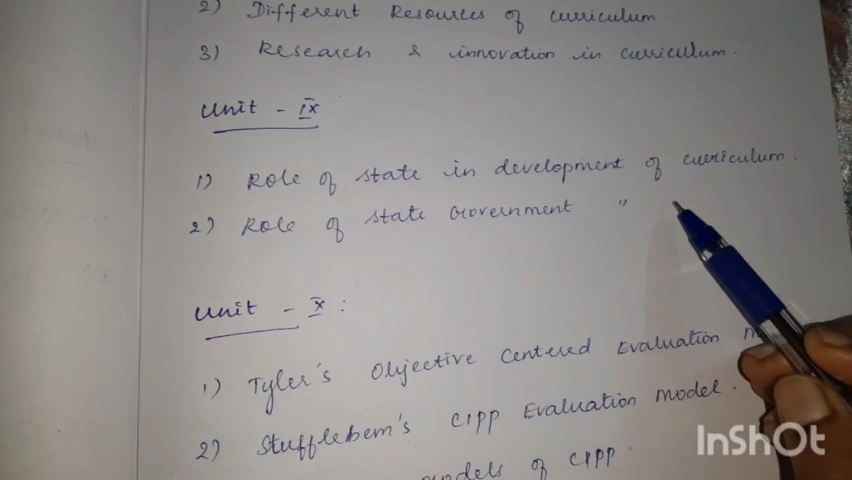 2) Different Resources of curriculum
3) Research & innovation in curriculum.
Unit - IX
1) Role of state in development of curriculum.
2) Role of state Government "
Unit - X :
1) Tyler's Objective Centered Evaluation
2) Stufflebem's CIPP Evaluation model.
models of CIPP.
InShOt